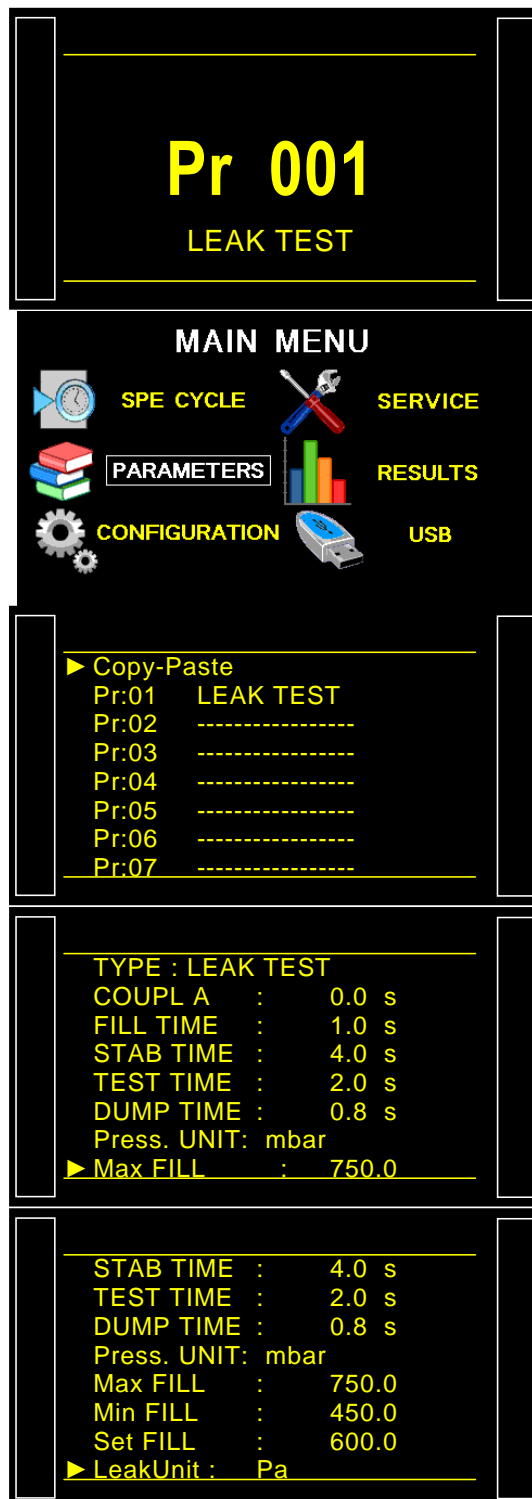 Pr 001
LEAK TEST
MAIN MENU
SPE CYCLE SERVICE
PARAMETERS RESULTS
CONFIGURATION USB
► Copy-Paste
Pr:01 LEAK TEST
Pr:02 -----------------
Pr:03 -----------------
Pr:04 -----------------
Pr:05 -----------------
Pr:06 -----------------
Pr:07 -----------------
TYPE : LEAK TEST
COUPL A : 0.0 s
FILL TIME : 1.0 s
STAB TIME : 4.0 s
TEST TIME : 2.0 s
DUMP TIME : 0.8 s
Press. UNIT: mbar
► Max FILL : 750.0
STAB TIME : 4.0 s
TEST TIME : 2.0 s
DUMP TIME : 0.8 s
Press. UNIT: mbar
Max FILL : 750.0
Min FILL : 450.0
Set FILL : 600.0
► LeakUnit : Pa